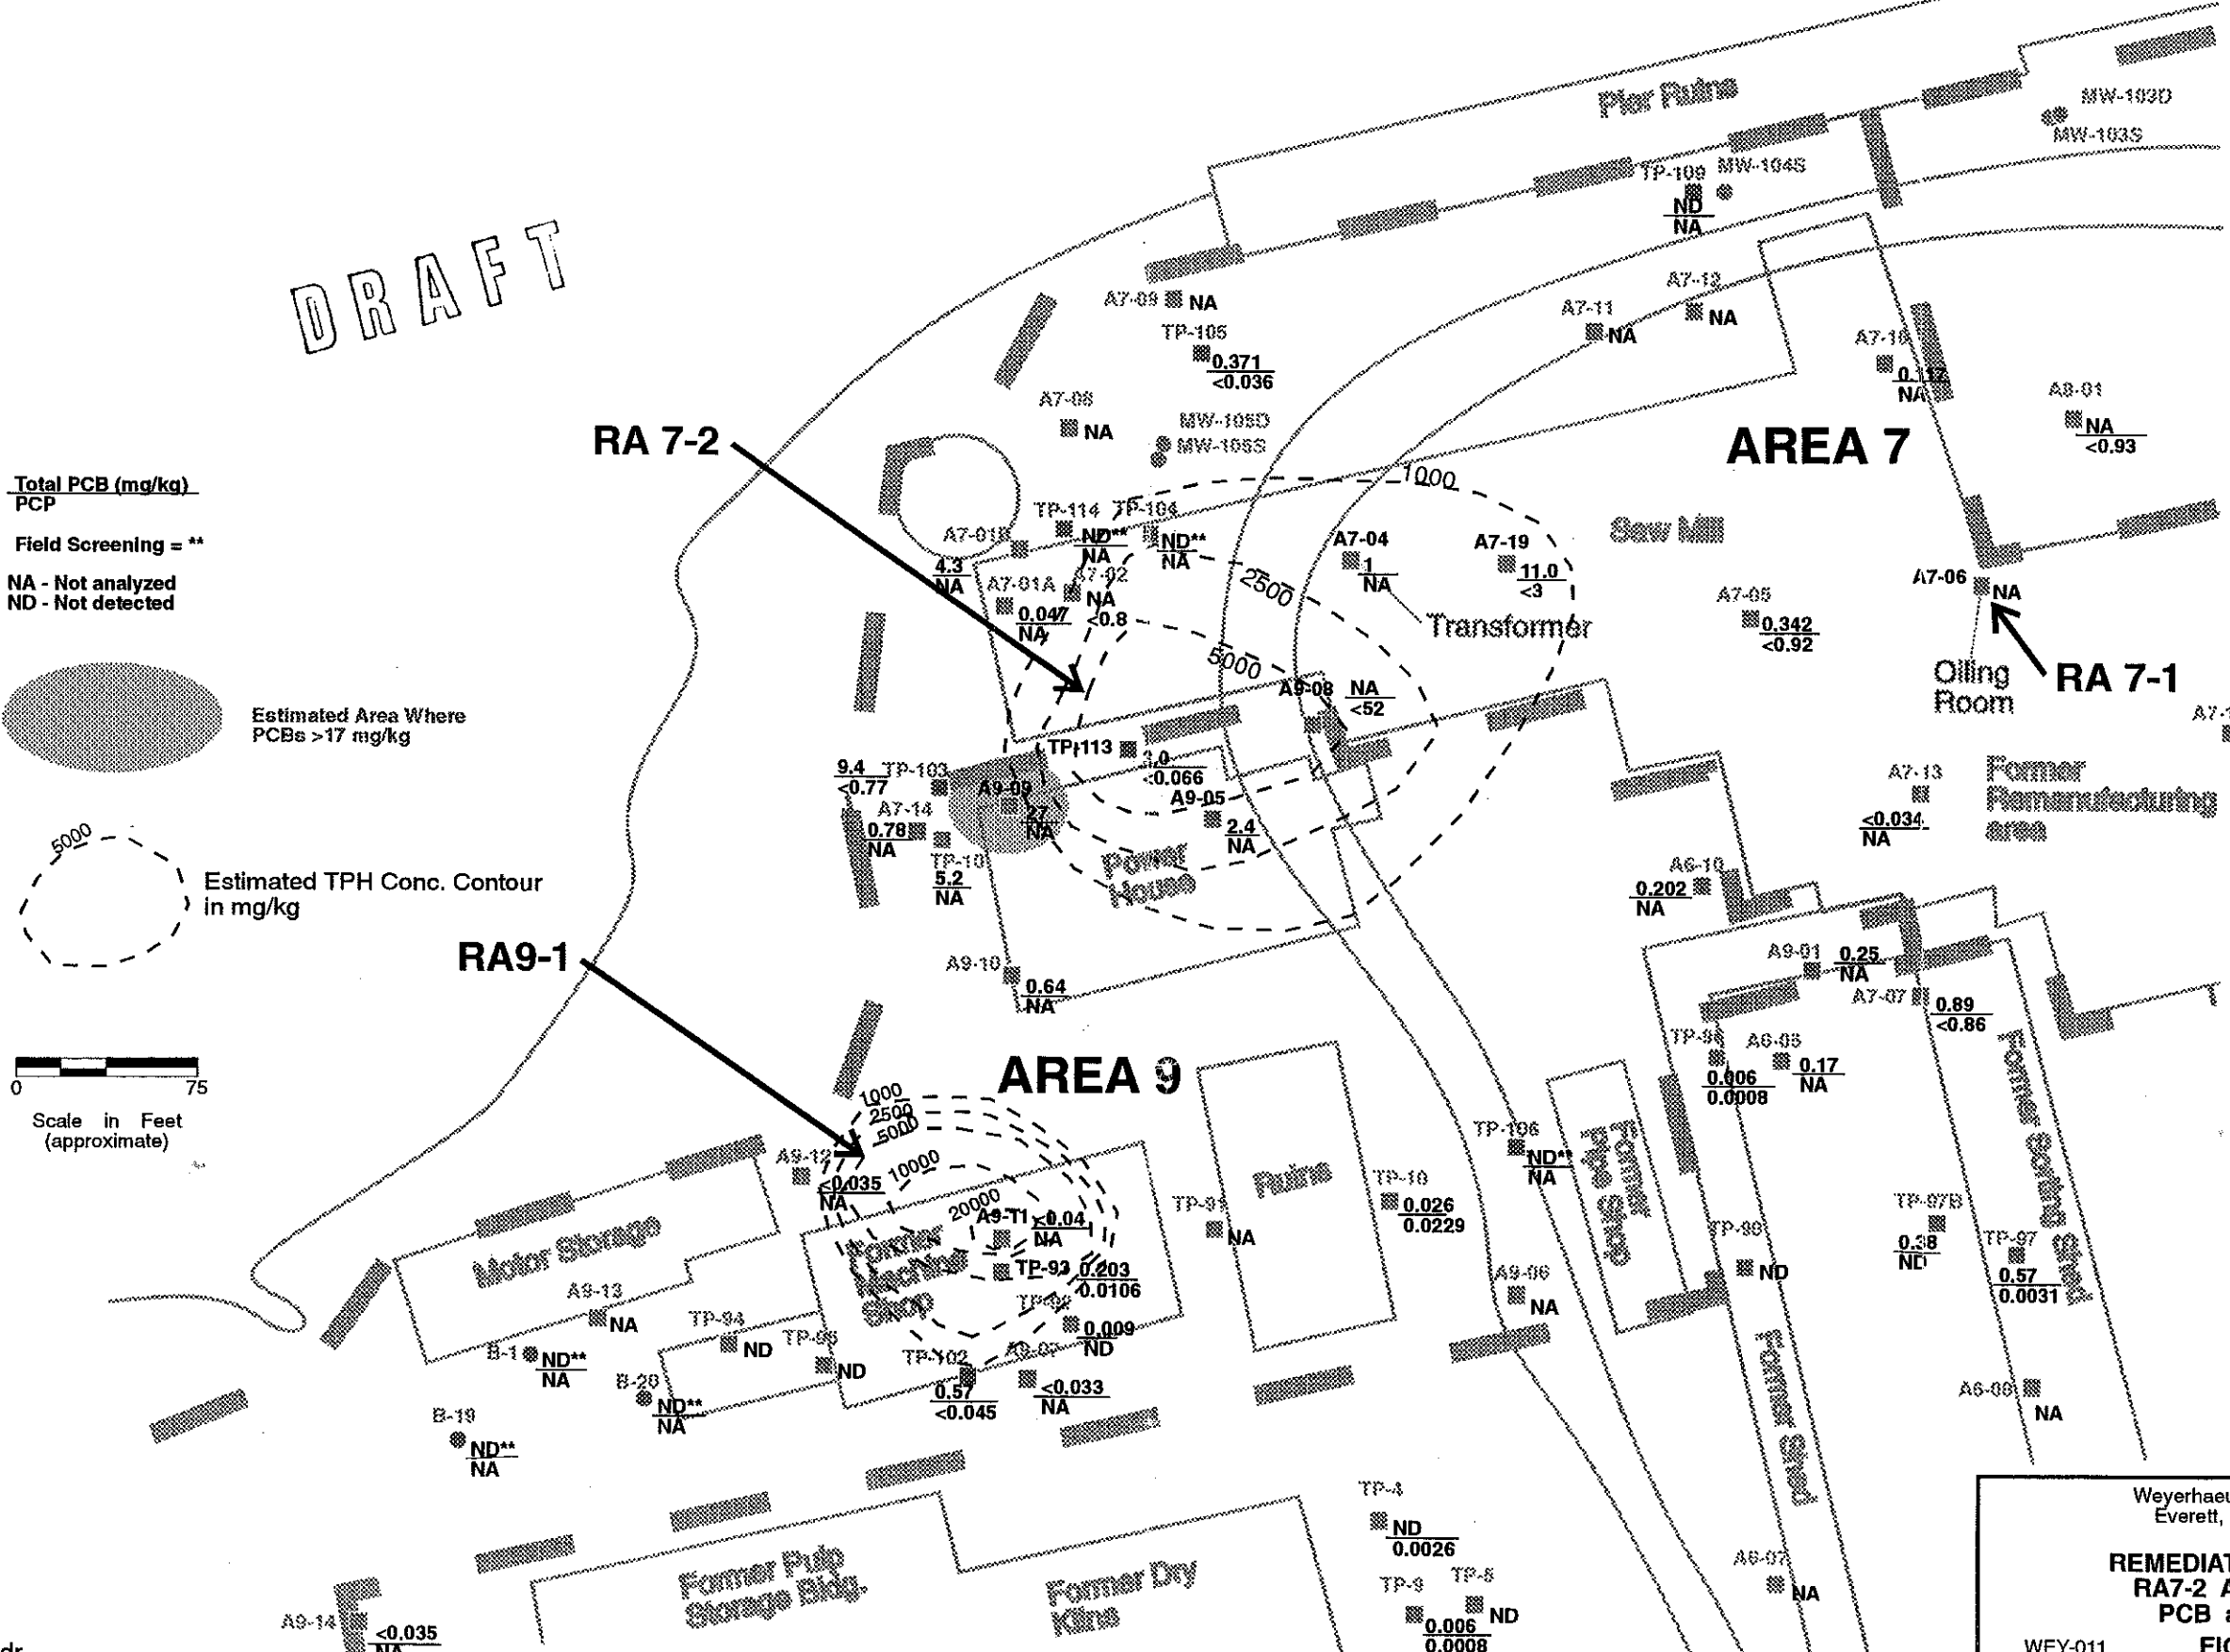 DRAFT
Total PCB (mg/kg)
PCP
Field Screening = **
NA - Not analyzed
ND - Not detected
Estimated Area Where
PCBs >17 mg/kg
5000
Estimated TPH Conc. Contour
in mg/kg
0 75
Scale in Feet
(approximate)
Pier Ruins
MW-103D
MW-103S
TP-109
MW-104S
ND
NA
A7-09
NA
TP-105
0.371
<0.036
A7-11
NA
A7-12
NA
0.117
NA
A8-01
NA
<0.93
AREA 7
A7-08
NA
MW-105D
MW-105S
RA 7-2
1000
2500
5000
TP-114
ND**
NA
TP-104
ND**
NA
4.3
NA
A7-01A
0.047
NA
A7-02
NA
<0.8
A7-04
1
NA
A7-19
11.0
<3
Transformer
Saw Mill
A7-05
0.342
<0.92
A7-06
NA
RA 7-1
Oiling
Room
A9-08
NA
<52
TP-113
3.0
<0.066
9.4
<0.77
TP-103
A7-14
0.78
NA
A9-09
27
NA
TP-10
5.2
NA
A9-05
2.4
NA
Power
House
A7-13
<0.034
NA
Former
Remanufacturing
area
A6-10
0.202
NA
RA9-1
A9-10
0.64
NA
A9-01
0.25
NA
A7-07
0.89
<0.86
AREA 9
0.006
0.0008
A6-05
0.17
NA
Former Sorting Shed
1000
2500
5000
10000
20000
A9-12
<0.035
NA
Motor Storage
Former
Machine
Shop
A9-11
<0.04
NA
TP-93
0.203
0.0106
0.009
ND
TP-91
NA
Ruins
TP-10
0.026
0.0229
TP-106
ND**
NA
Former
Pipe Shop
TP-90
ND
TP-97B
0.38
ND
TP-97
0.57
0.0031
A9-13
NA
TP-94
ND
TP-95
ND
TP-102
0.57
<0.045
<0.033
NA
A9-06
NA
B-1
ND**
NA
B-20
ND**
NA
B-19
ND**
NA
Former Shed
NA
Former Pulp
Storage Bldg.
Former Dry
Kilns
TP-4
ND
0.0026
TP-9
0.006
0.0008
TP-5
ND
A6-07
NA
A9-14
<0.035
NA
dr
Weyerhaeu
Everett,
REMEDIAT
RA7-2 A
PCB a
WEY-011